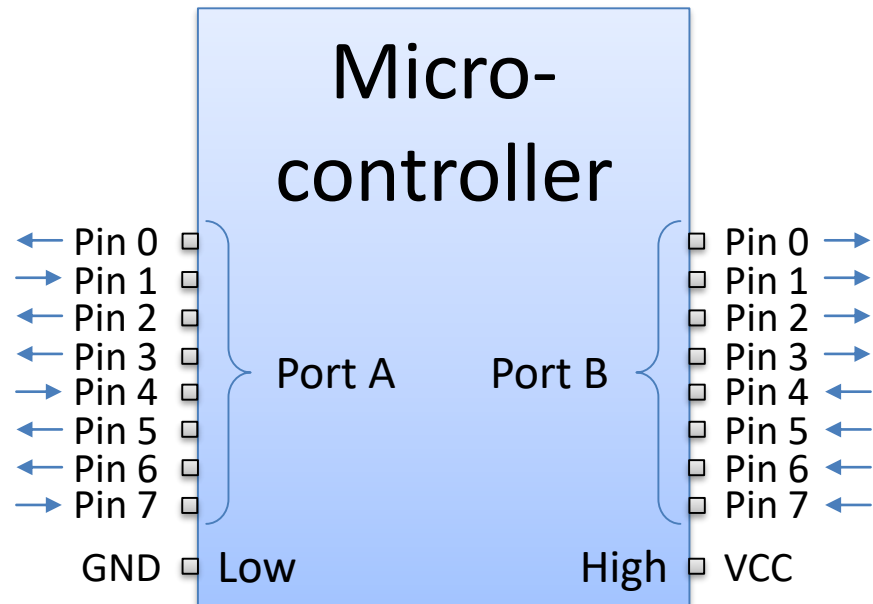 Micro-
controller
Pin 0
Pin 1
Pin 2
Pin 3
Pin 4
Pin 5
Pin 6
Pin 7
Port A
Port B
Pin 0
Pin 1
Pin 2
Pin 3
Pin 4
Pin 5
Pin 6
Pin 7
GND Low High VCC